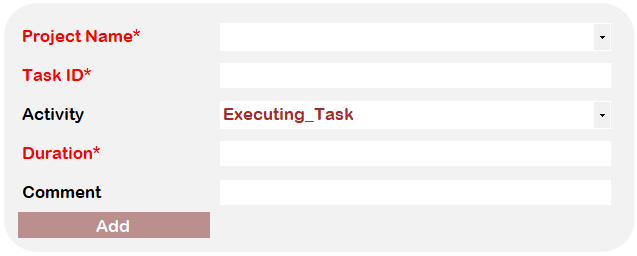 Project Name*
Task ID*
Activity Executing_Task
Duration*
Comment
Add